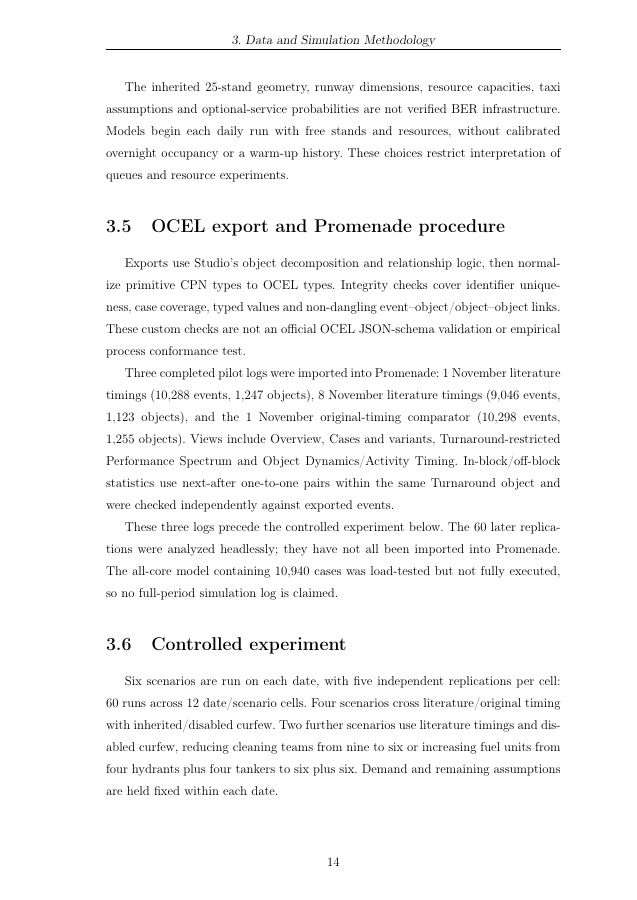 3. Data and Simulation Methodology
The inherited 25-stand geometry, runway dimensions, resource capacities, taxi
assumptions and optional-service probabilities are not verified BER infrastructure.
Models begin each daily run with free stands and resources, without calibrated
overnight occupancy or a warm-up history. These choices restrict interpretation of
queues and resource experiments.
3.5 OCEL export and Promenade procedure
Exports use Studio’s object decomposition and relationship logic, then normal-
ize primitive CPN types to OCEL types. Integrity checks cover identifier unique-
ness, case coverage, typed values and non-dangling event–object/object–object links.
These custom checks are not an official OCEL JSON-schema validation or empirical
process conformance test.
Three completed pilot logs were imported into Promenade: 1 November literature
timings (10,288 events, 1,247 objects), 8 November literature timings (9,046 events,
1,123 objects), and the 1 November original-timing comparator (10,298 events,
1,255 objects). Views include Overview, Cases and variants, Turnaround-restricted
Performance Spectrum and Object Dynamics/Activity Timing. In-block/off-block
statistics use next-after one-to-one pairs within the same Turnaround object and
were checked independently against exported events.
These three logs precede the controlled experiment below. The 60 later replica-
tions were analyzed headlessly; they have not all been imported into Promenade.
The all-core model containing 10,940 cases was load-tested but not fully executed,
so no full-period simulation log is claimed.
3.6 Controlled experiment
Six scenarios are run on each date, with five independent replications per cell:
60 runs across 12 date/scenario cells. Four scenarios cross literature/original timing
with inherited/disabled curfew. Two further scenarios use literature timings and dis-
abled curfew, reducing cleaning teams from nine to six or increasing fuel units from
four hydrants plus four tankers to six plus six. Demand and remaining assumptions
are held fixed within each date.
14